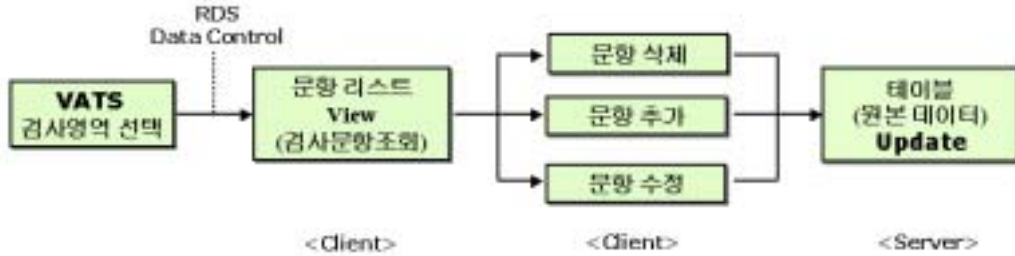 RDS
Data Control
VATS
검사영역 선택
문항 리스트
View
(검사문항조회)
문항 삭제
문항 추가
문항 수정
테이블
(원본 데이터)
Update
<Client>
<Client>
<Server>